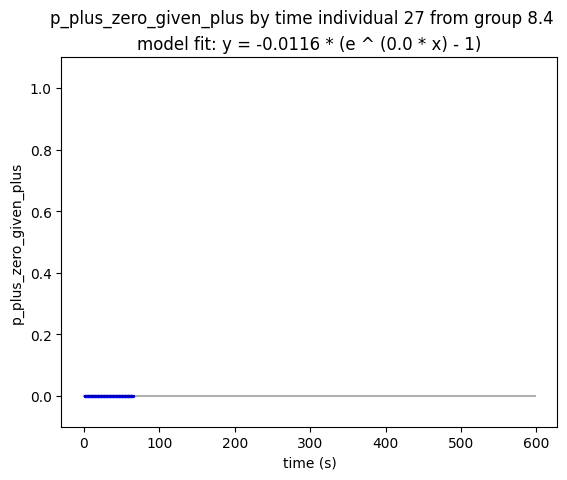 p_plus_zero_given_plus by time individual 27 from group 8.4
model fit: y = -0.0116 * (e ^ (0.0 * x) - 1)
1.0
0.8
0.6
0.4
0.2
0.0
p_plus_zero_given_plus
0 100 200 300 400 500 600
time (s)